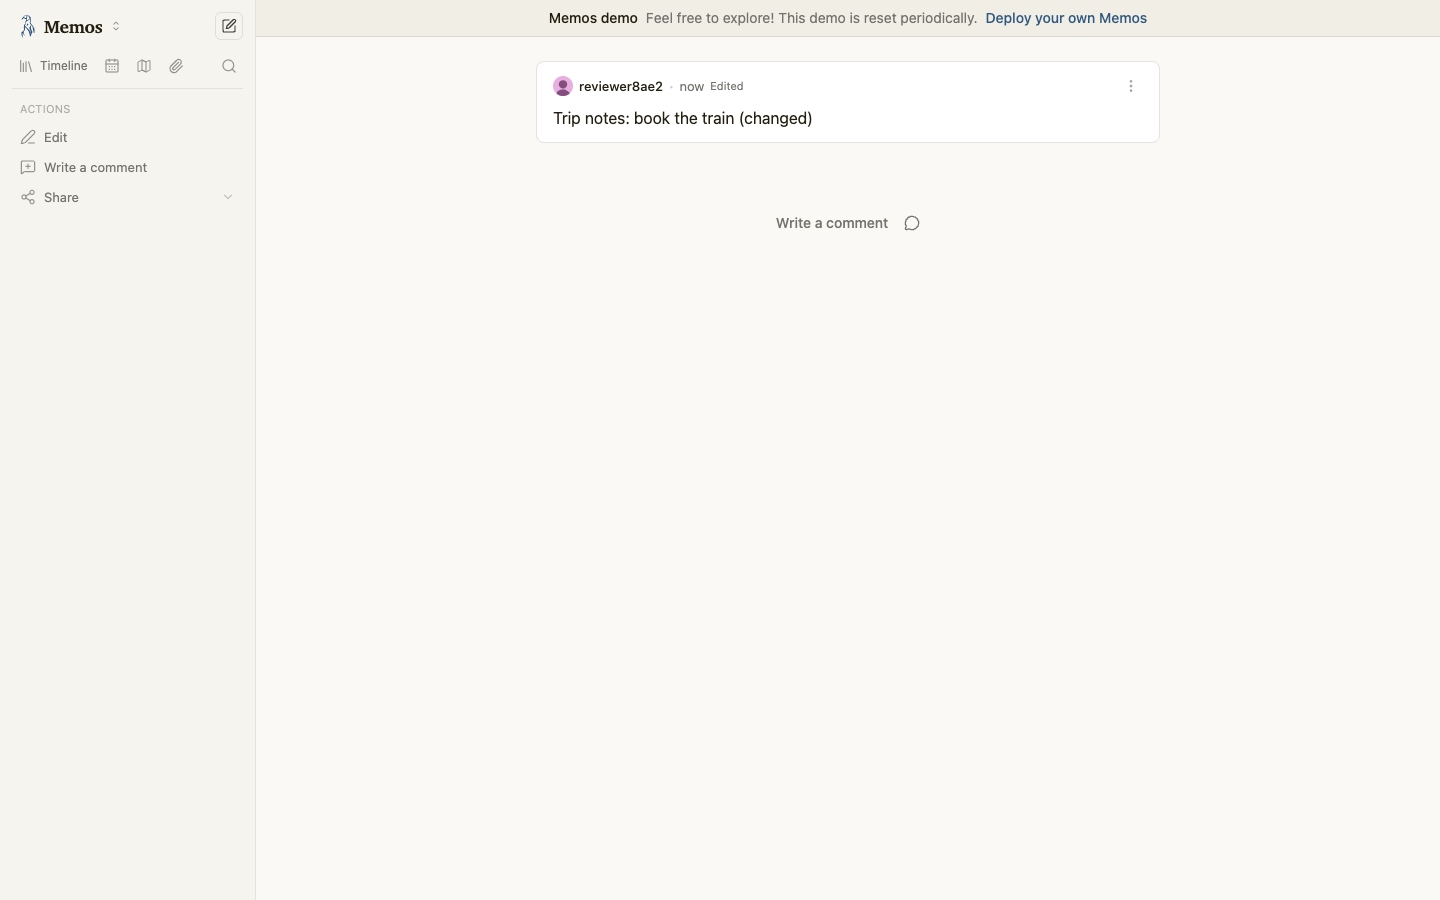 Memos
Memos demo Feel free to explore! This demo is reset periodically. Deploy your own Memos
Timeline
ACTIONS
Edit
Write a comment
Share
reviewer8ae2 · now Edited
Trip notes: book the train (changed)
Write a comment